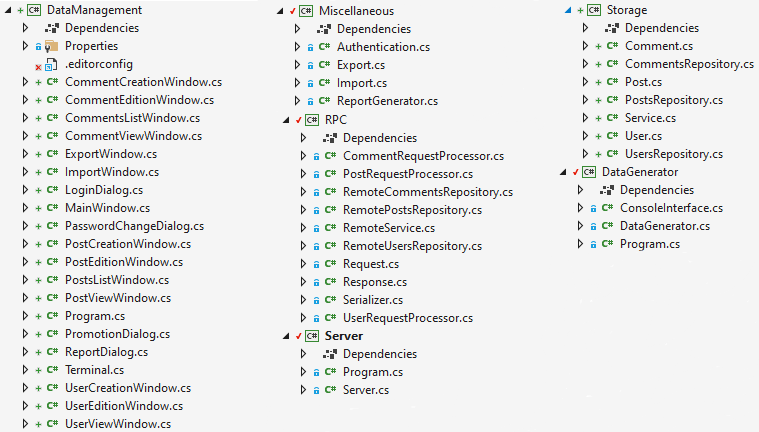 DataManagement
Dependencies
Properties
.editorconfig
CommentCreationWindow.cs
CommentEditionWindow.cs
CommentsListWindow.cs
CommentViewWindow.cs
ExportWindow.cs
ImportWindow.cs
LoginDialog.cs
MainWindow.cs
PasswordChangeDialog.cs
PostCreationWindow.cs
PostEditionWindow.cs
PostsListWindow.cs
PostViewWindow.cs
Program.cs
PromotionDialog.cs
ReportDialog.cs
Terminal.cs
UserCreationWindow.cs
UserEditionWindow.cs
UserViewWindow.cs
Miscellaneous
Dependencies
Authentication.cs
Export.cs
Import.cs
ReportGenerator.cs
RPC
Dependencies
CommentRequestProcessor.cs
PostRequestProcessor.cs
RemoteCommentsRepository.cs
RemotePostsRepository.cs
RemoteService.cs
RemoteUsersRepository.cs
Request.cs
Response.cs
Serializer.cs
UserRequestProcessor.cs
Server
Dependencies
Program.cs
Server.cs
Storage
Dependencies
Comment.cs
CommentsRepository.cs
Post.cs
PostsRepository.cs
Service.cs
User.cs
UsersRepository.cs
DataGenerator
Dependencies
ConsoleInterface.cs
DataGenerator.cs
Program.cs